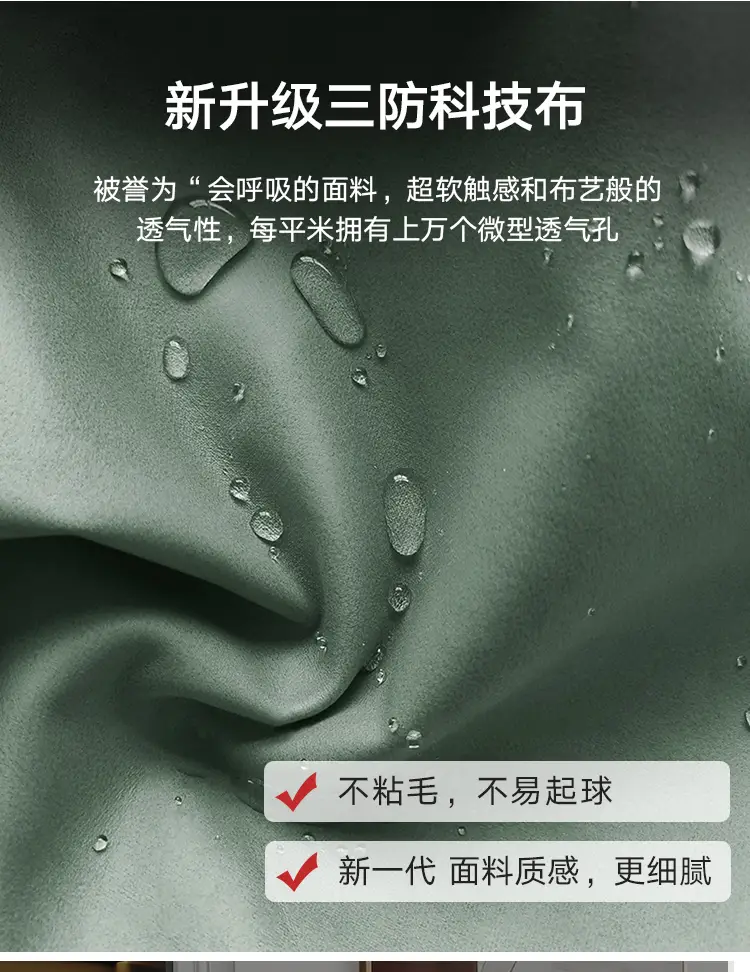 新升级三防科技布
被誉为“会呼吸的面料，超软触感和布艺般的
透气性，每平米拥有上万个微型透气孔
不粘毛，不易起球
新一代 面料质感，更细腻